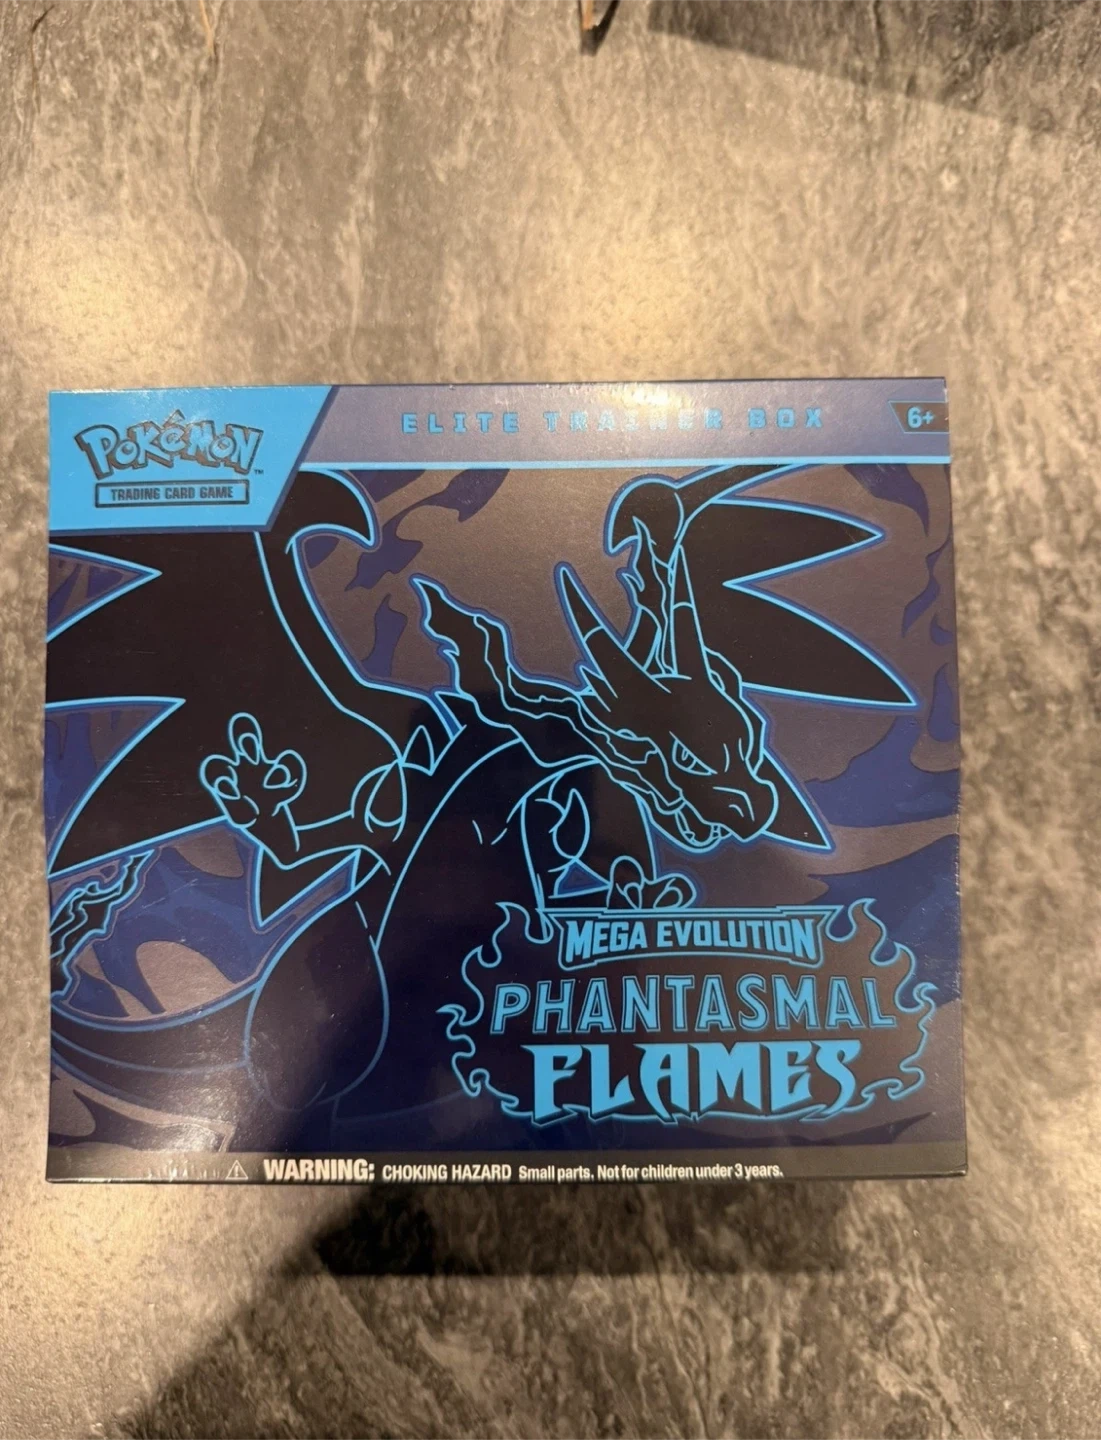 POKéMON™
TRADING CARD GAME
ELITE TRAINER BOX
6+
MEGA EVOLUTION
PHANTASMAL
FLAMES
WARNING: CHOKING HAZARD Small parts. Not for children under 3 years.